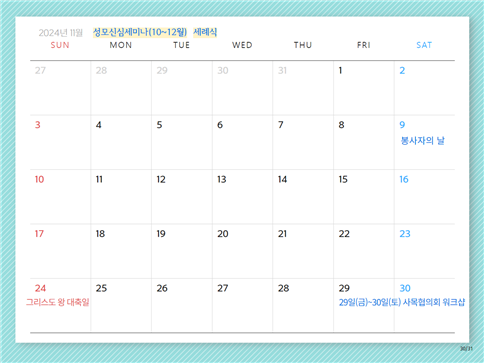 2024년 11월 성모신심세미나(10~12월) 세례식
SUN MON TUE WED THU FRI SAT
27 28 29 30 31 1 2
3 4 5 6 7 8 9
봉사자의 날
10 11 12 13 14 15 16
17 18 19 20 21 22 23
24 25 26 27 28 29 30
그리스도 왕 대축일 29일(금)~30일(토) 사목협의회 워크샵
30/31